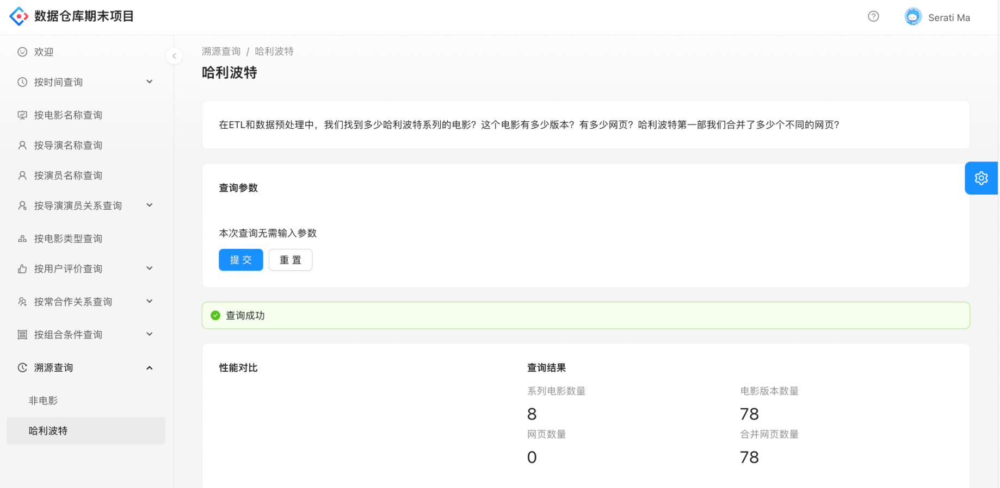 数据仓库期末项目
Serati Ma
欢迎
按时间查询
按电影名称查询
按导演名称查询
按演员名称查询
按导演演员关系查询
按电影类型查询
按用户评价查询
按常合作关系查询
按组合条件查询
溯源查询
非电影
哈利波特
溯源查询 / 哈利波特
哈利波特
在ETL和数据预处理中，我们找到多少哈利波特系列的电影？这个电影有多少版本？有多少网页？哈利波特第一部我们合并了多少个不同的网页？
查询参数
本次查询无需输入参数
提 交 重 置
查询成功
性能对比
查询结果
系列电影数量 电影版本数量
8 78
网页数量 合并网页数量
0 78